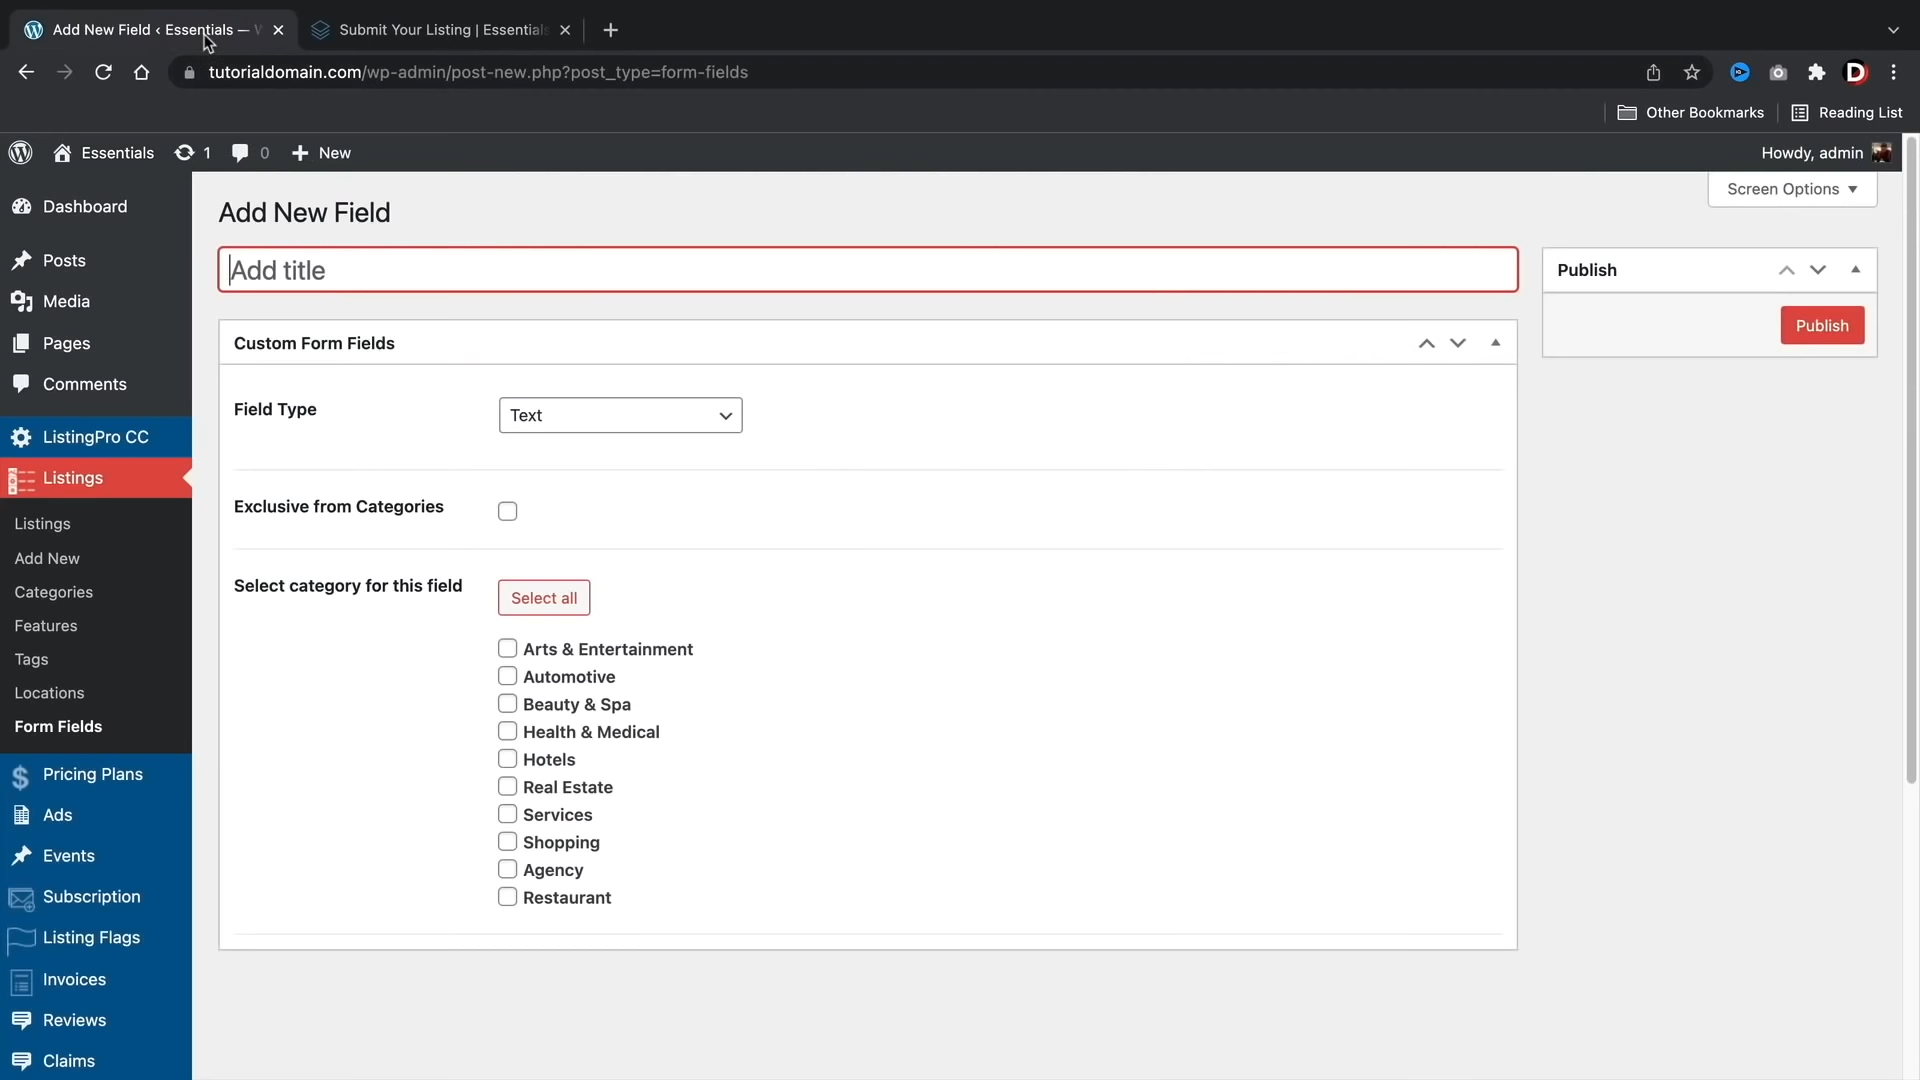 Add New Field ‹ Essentials — W
Submit Your Listing | Essentials
tutorialdomain.com/wp-admin/post-new.php?post_type=form-fields
Other Bookmarks
Reading List
Essentials
1
0
New
Howdy, admin
Screen Options
Dashboard
Posts
Media
Pages
Comments
ListingPro CC
Listings
Listings
Add New
Categories
Features
Tags
Locations
Form Fields
Pricing Plans
Ads
Events
Subscription
Listing Flags
Invoices
Reviews
Claims
Add New Field
Add title
Custom Form Fields
Field Type
Text
Exclusive from Categories
Select category for this field
Select all
Arts & Entertainment
Automotive
Beauty & Spa
Health & Medical
Hotels
Real Estate
Services
Shopping
Agency
Restaurant
Publish
Publish